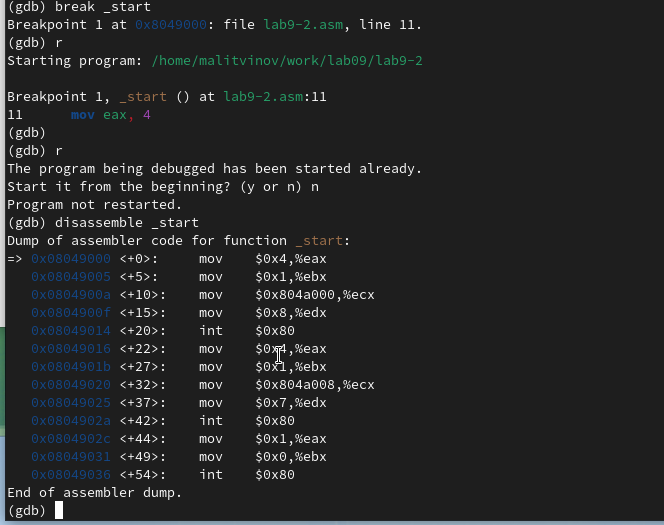 (gdb) break _start
Breakpoint 1 at 0x8049000: file lab9-2.asm, line 11.
(gdb) r
Starting program: /home/malitvinov/work/lab09/lab9-2

Breakpoint 1, _start () at lab9-2.asm:11
11      mov eax, 4
(gdb)
(gdb) r
The program being debugged has been started already.
Start it from the beginning? (y or n) n
Program not restarted.
(gdb) disassemble _start
Dump of assembler code for function _start:
=> 0x08049000 <+0>:     mov    $0x4,%eax
   0x08049005 <+5>:     mov    $0x1,%ebx
   0x0804900a <+10>:    mov    $0x804a000,%ecx
   0x0804900f <+15>:    mov    $0x8,%edx
   0x08049014 <+20>:    int    $0x80
   0x08049016 <+22>:    mov    $0x4,%eax
   0x0804901b <+27>:    mov    $0x1,%ebx
   0x08049020 <+32>:    mov    $0x804a008,%ecx
   0x08049025 <+37>:    mov    $0x7,%edx
   0x0804902a <+42>:    int    $0x80
   0x0804902c <+44>:    mov    $0x1,%eax
   0x08049031 <+49>:    mov    $0x0,%ebx
   0x08049036 <+54>:    int    $0x80
End of assembler dump.
(gdb)